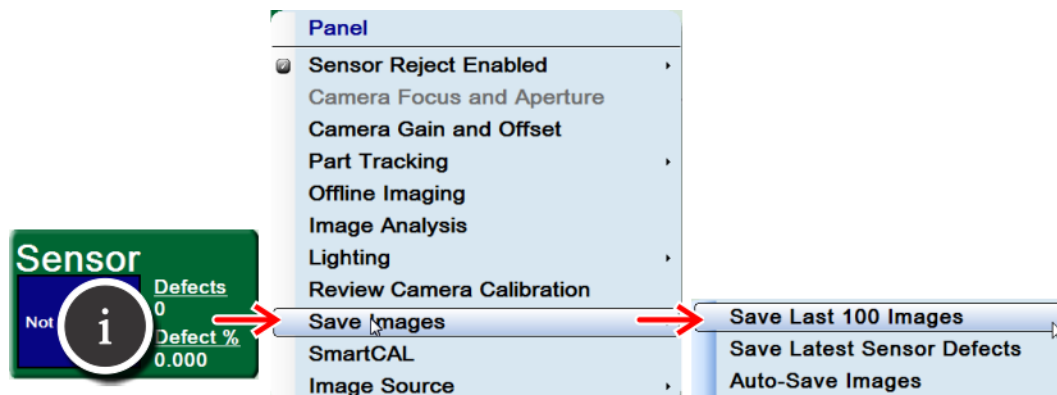 Sensor
Not
Defects
0
Defect %
0.000
i
Panel
Sensor Reject Enabled
Camera Focus and Aperture
Camera Gain and Offset
Part Tracking
Offline Imaging
Image Analysis
Lighting
Review Camera Calibration
Save Images
SmartCAL
Image Source
Save Last 100 Images
Save Latest Sensor Defects
Auto-Save Images